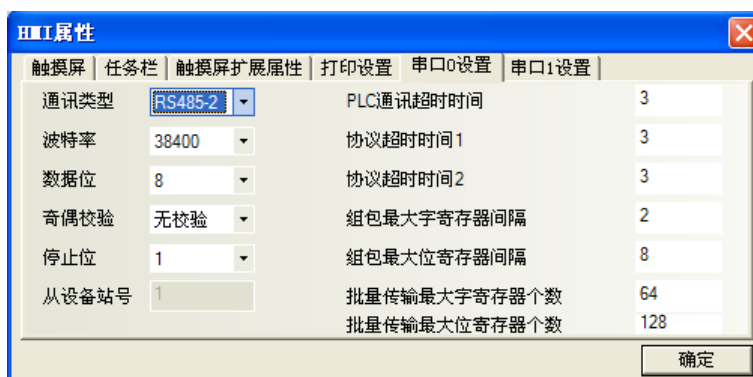 HMI属性
触摸屏 任务栏 触摸屏扩展属性 打印设置 串口0设置 串口1设置
通讯类型 RS485-2 PLC通讯超时时间 3
波特率 38400 协议超时时间1 3
数据位 8 协议超时时间2 3
奇偶校验 无校验 组包最大字寄存器间隔 2
停止位 1 组包最大位寄存器间隔 8
从设备站号 1 批量传输最大字寄存器个数 64
批量传输最大位寄存器个数 128
确定